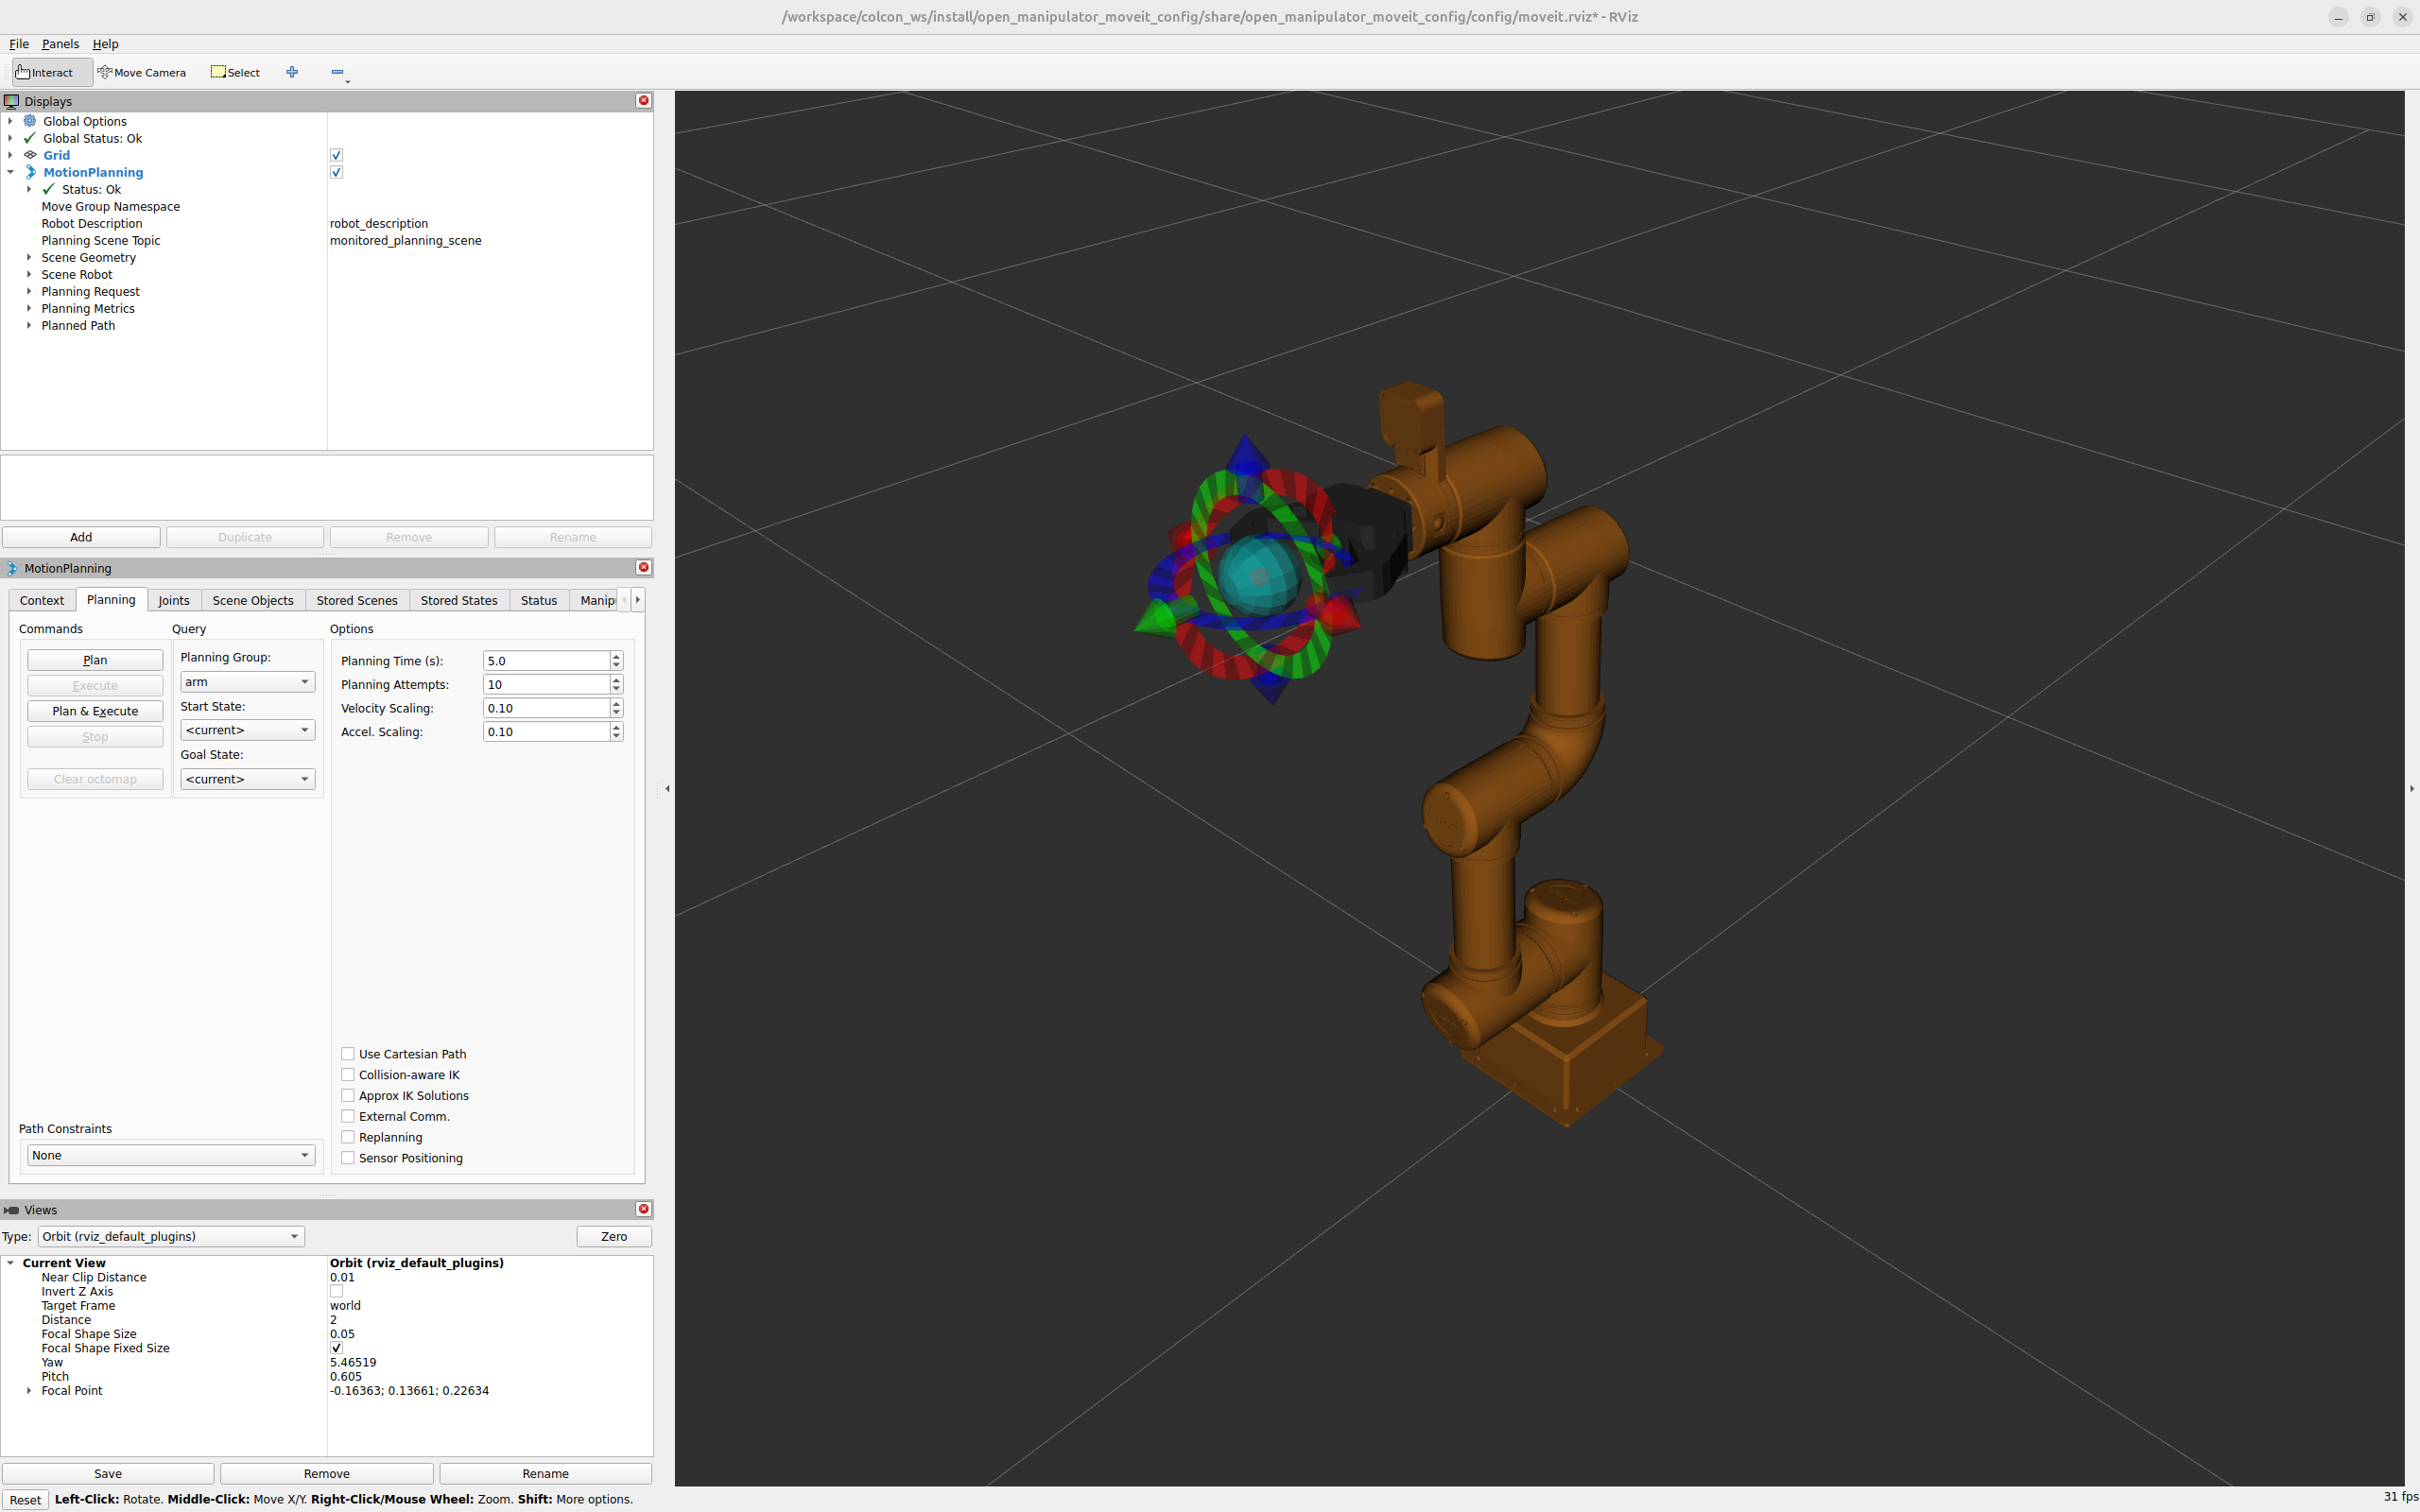 /workspace/colcon_ws/install/open_manipulator_moveit_config/share/open_manipulator_moveit_config/config/moveit.rviz* - RViz
File Panels Help
Interact Move Camera Select
Displays
Global Options
Global Status: Ok
Grid
MotionPlanning
Status: Ok
Move Group Namespace
Robot Description robot_description
Planning Scene Topic monitored_planning_scene
Scene Geometry
Scene Robot
Planning Request
Planning Metrics
Planned Path
Add Duplicate Remove Rename
MotionPlanning
Context Planning Joints Scene Objects Stored Scenes Stored States Status Manip
Commands Query Options
Plan Planning Group: Planning Time (s): 5.0
Execute arm Planning Attempts: 10
Plan & Execute Start State: Velocity Scaling: 0.10
Stop <current> Accel. Scaling: 0.10
Goal State:
Clear octomap <current>
Use Cartesian Path
Collision-aware IK
Approx IK Solutions
External Comm.
Path Constraints Replanning
None Sensor Positioning
Views
Type: Orbit (rviz_default_plugins) Zero
Current View Orbit (rviz_default_plugins)
Near Clip Distance 0.01
Invert Z Axis
Target Frame world
Distance 2
Focal Shape Size 0.05
Focal Shape Fixed Size
Yaw 5.46519
Pitch 0.605
Focal Point -0.16363; 0.13661; 0.22634
Save Remove Rename
Reset Left-Click: Rotate. Middle-Click: Move X/Y. Right-Click/Mouse Wheel: Zoom. Shift: More options. 31 fps